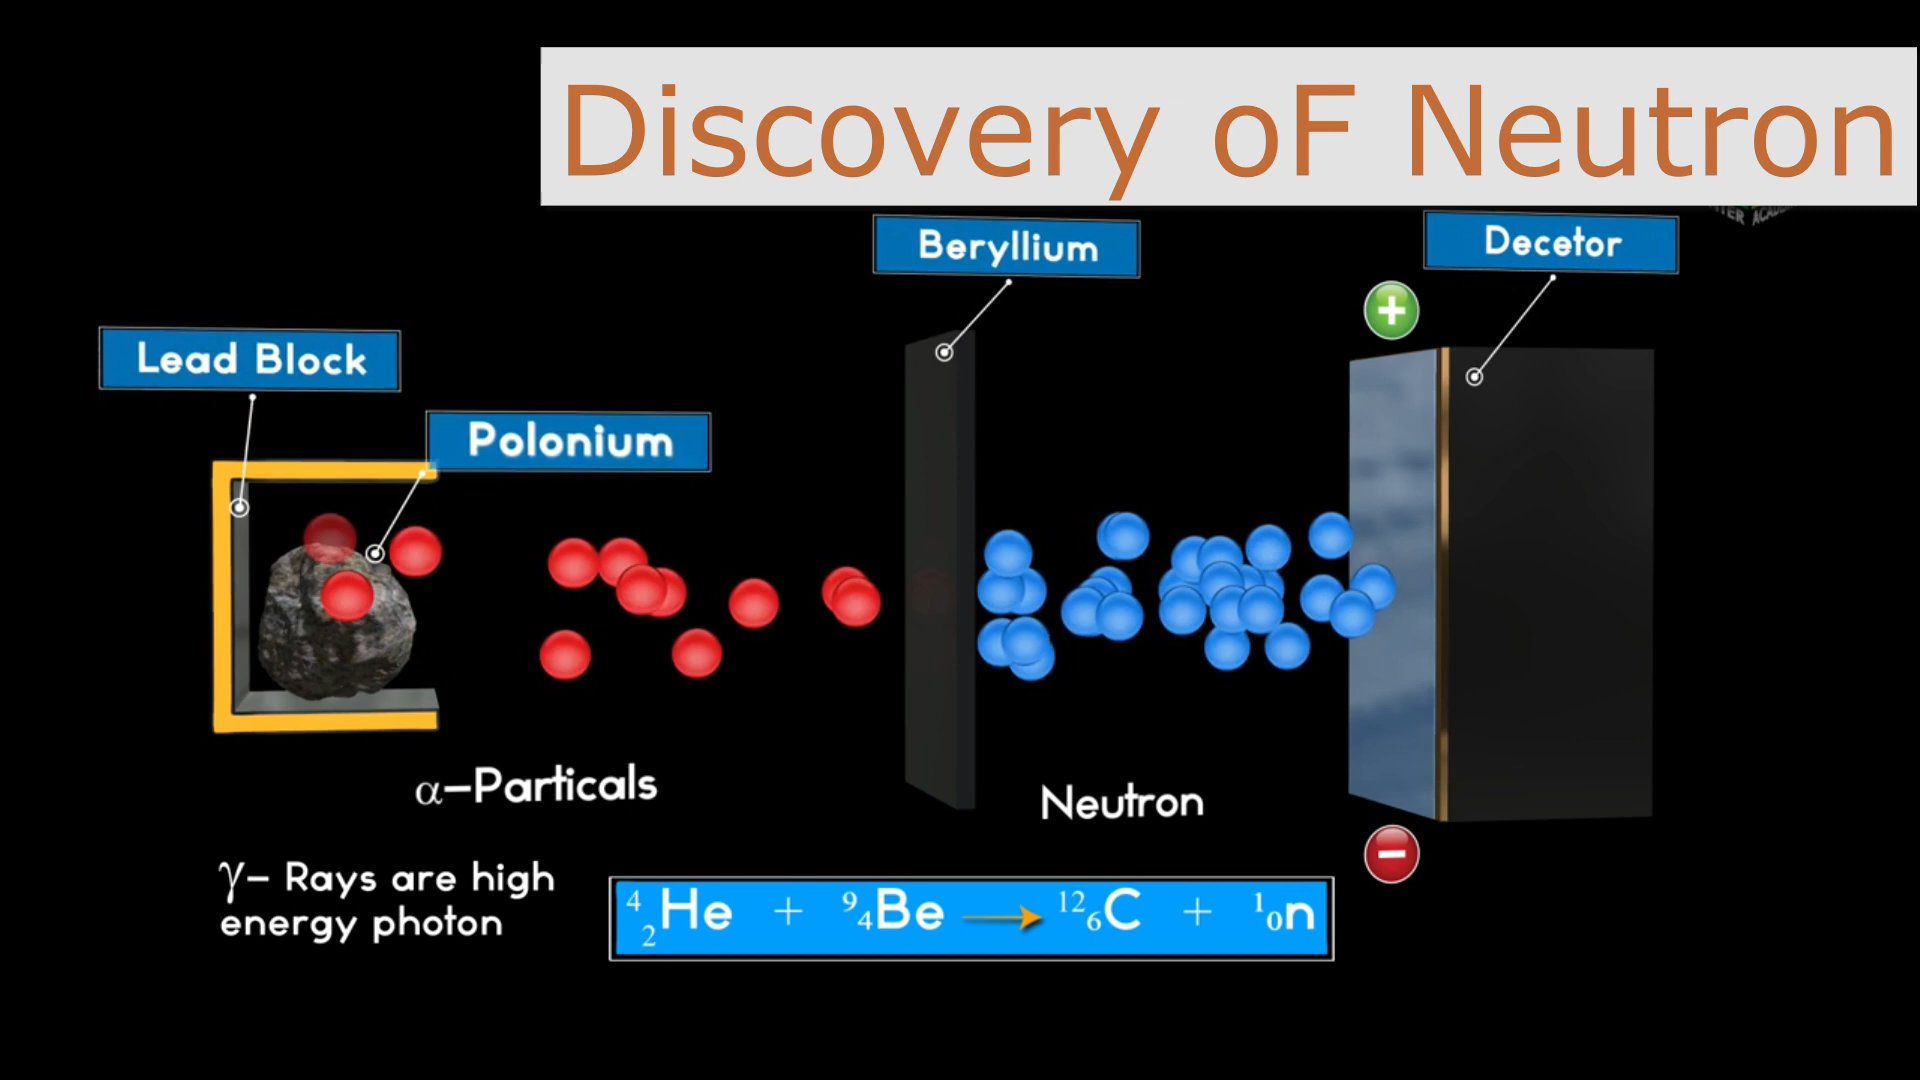 Discovery oF Neutron
Beryllium
Decetor
Lead Block
Polonium
α–Particals
Neutron
γ– Rays are high
energy photon
⁴₂He + ⁹₄Be → ¹²₆C + ¹₀n